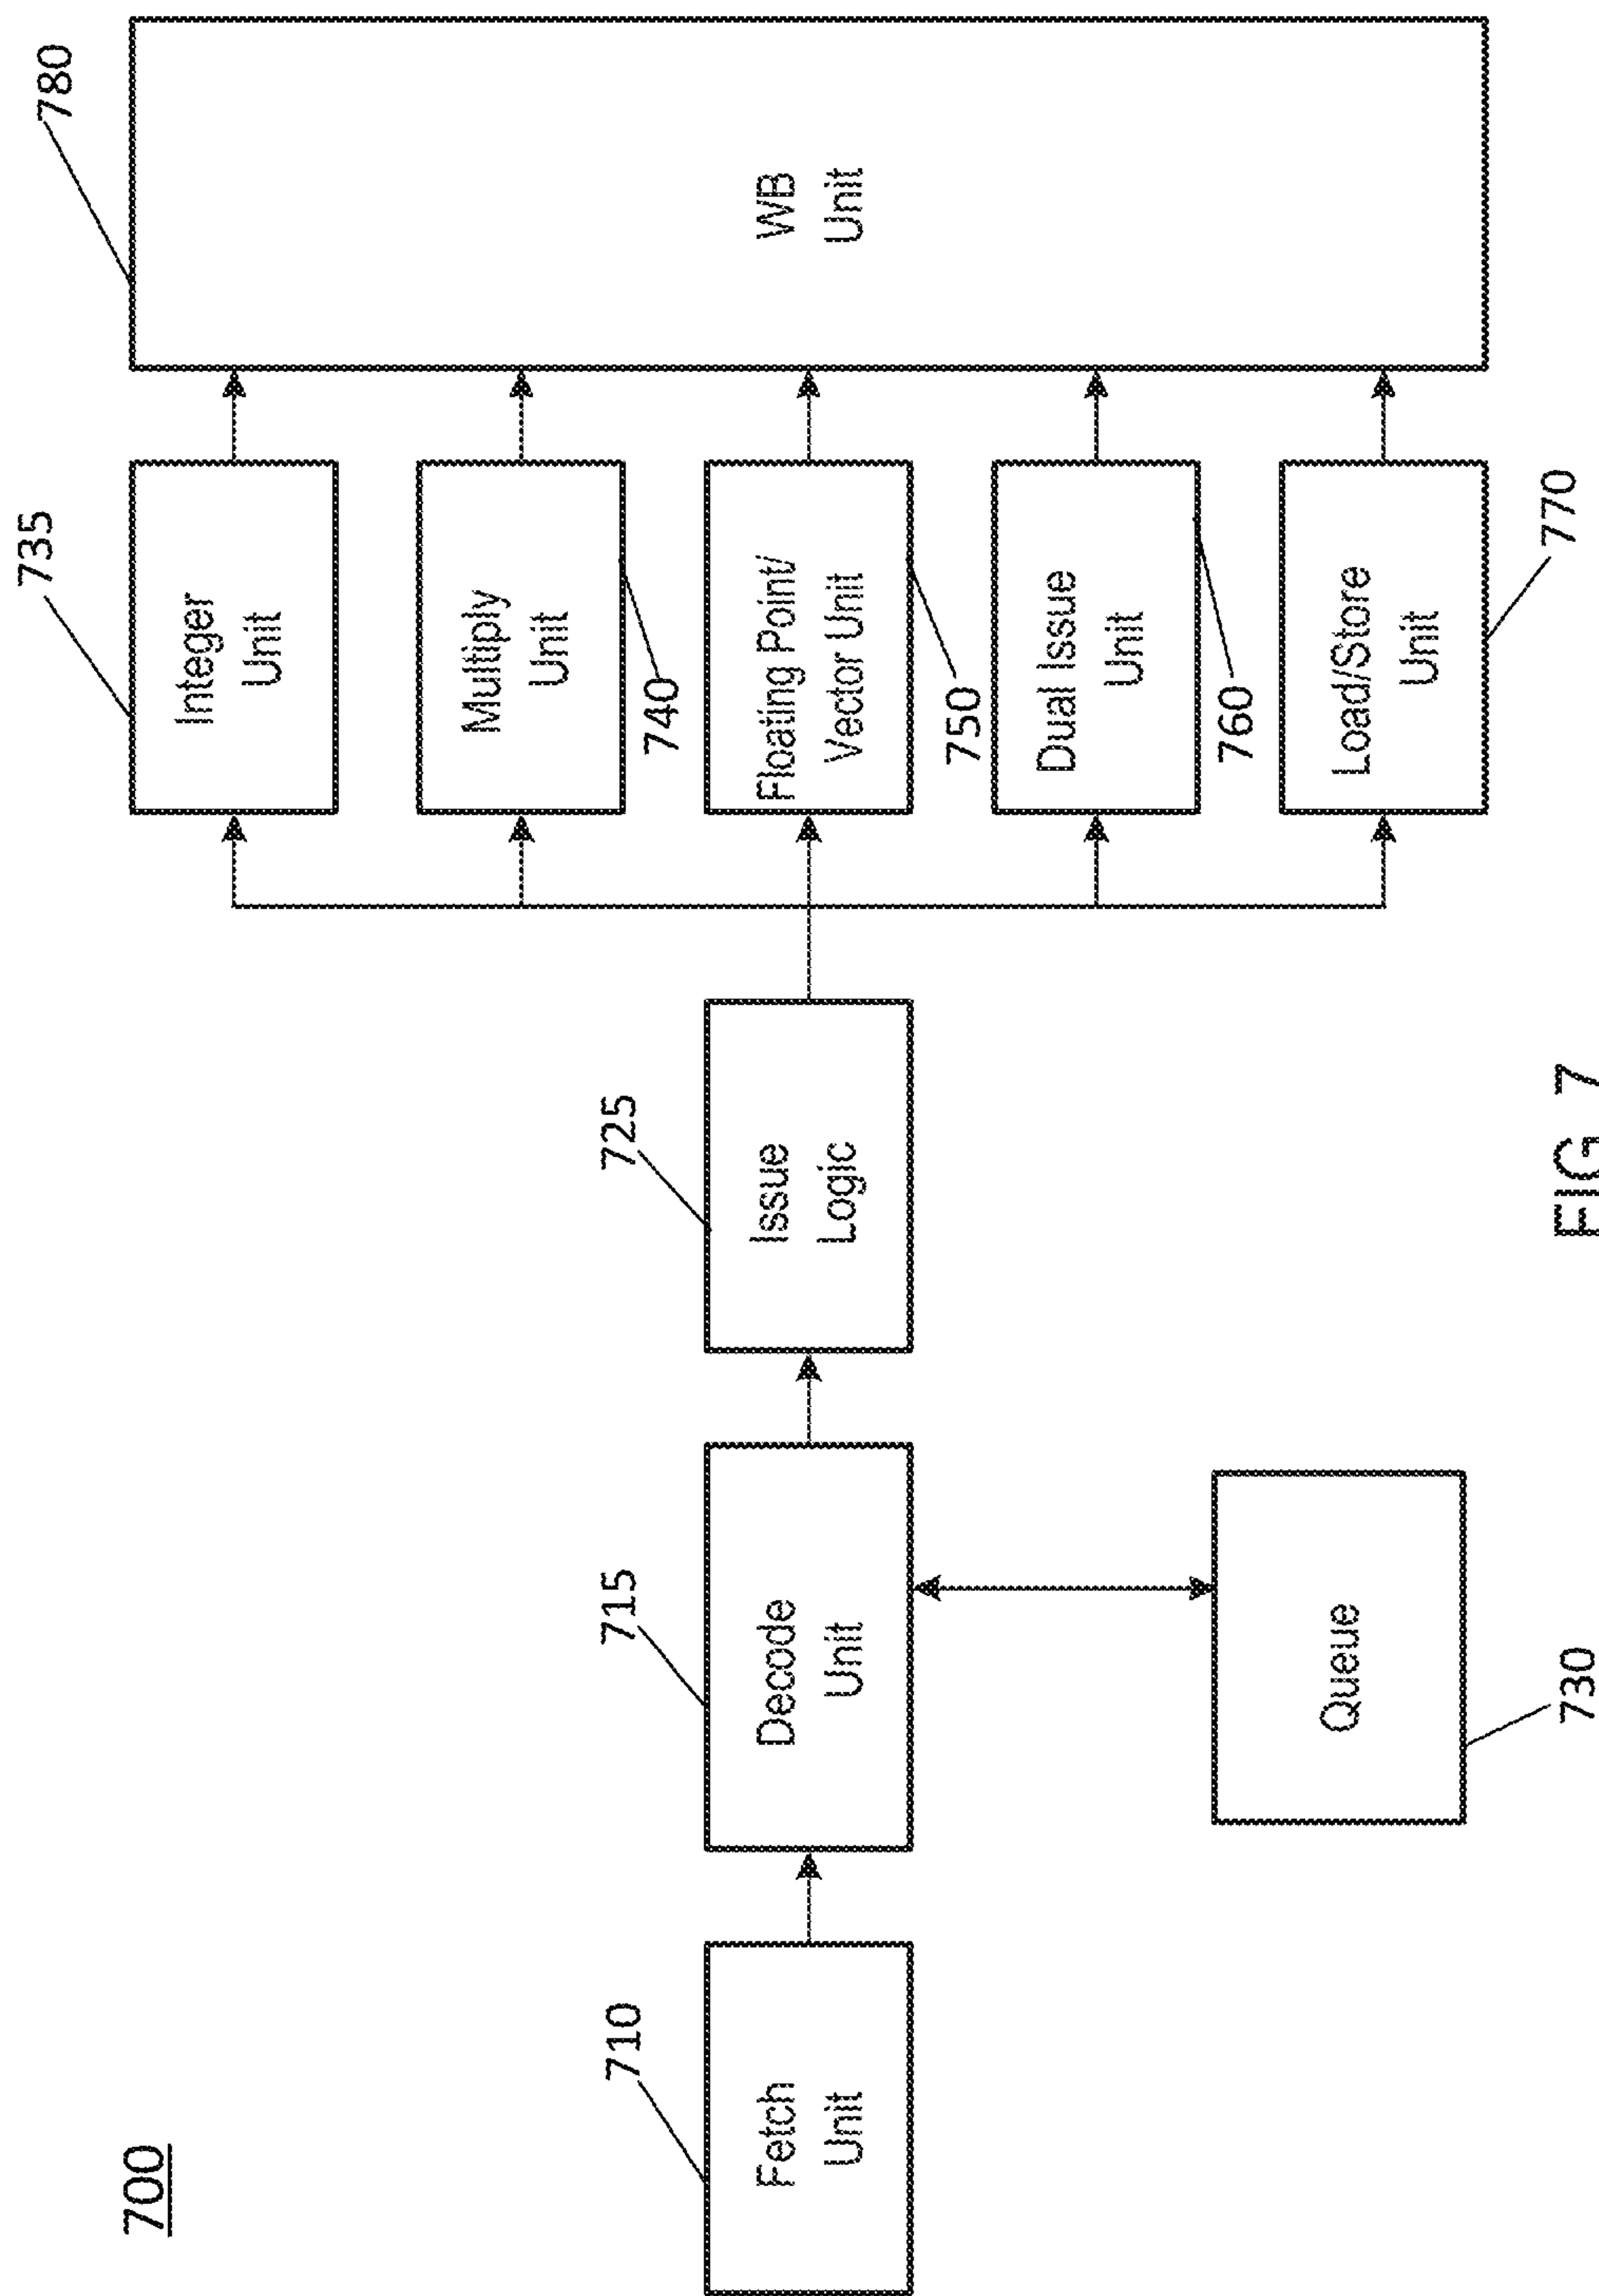 700
710
Fetch
Unit
715
Decode
Unit
Queue
730
725
Issue
Logic
735
Integer
Unit
Multiply
Unit
740
Floating Point/
Vector Unit
750
Dual Issue
Unit
760
Load/Store
Unit
770
780
WB
Unit
FIG 7